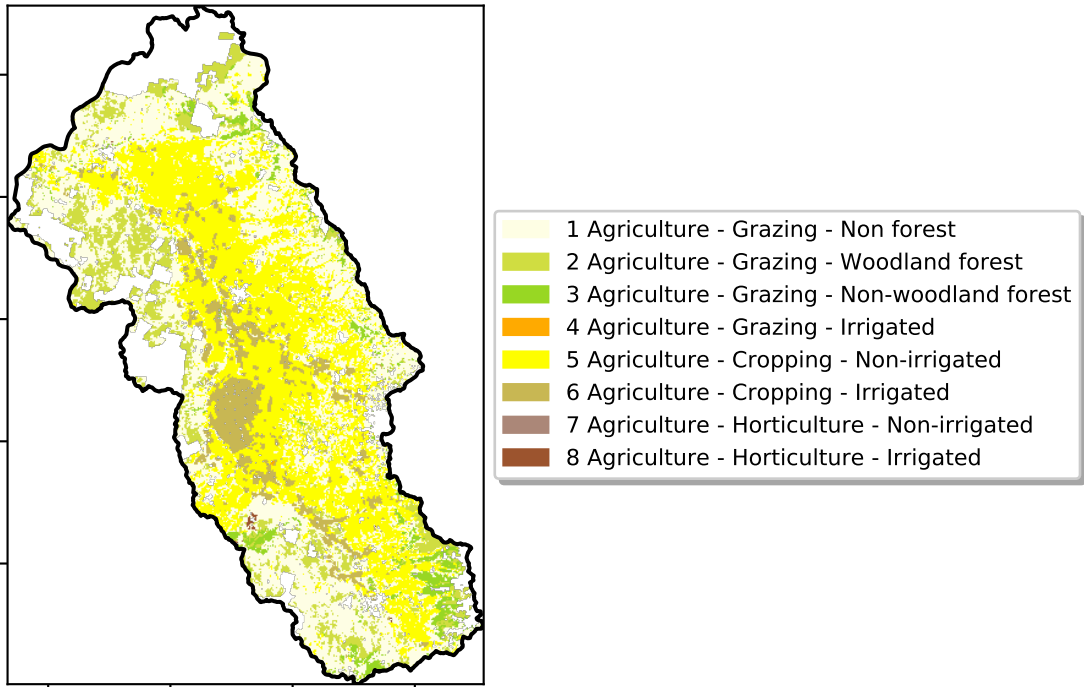 1 Agriculture - Grazing - Non forest
2 Agriculture - Grazing - Woodland forest
3 Agriculture - Grazing - Non-woodland forest
4 Agriculture - Grazing - Irrigated
5 Agriculture - Cropping - Non-irrigated
6 Agriculture - Cropping - Irrigated
7 Agriculture - Horticulture - Non-irrigated
8 Agriculture - Horticulture - Irrigated